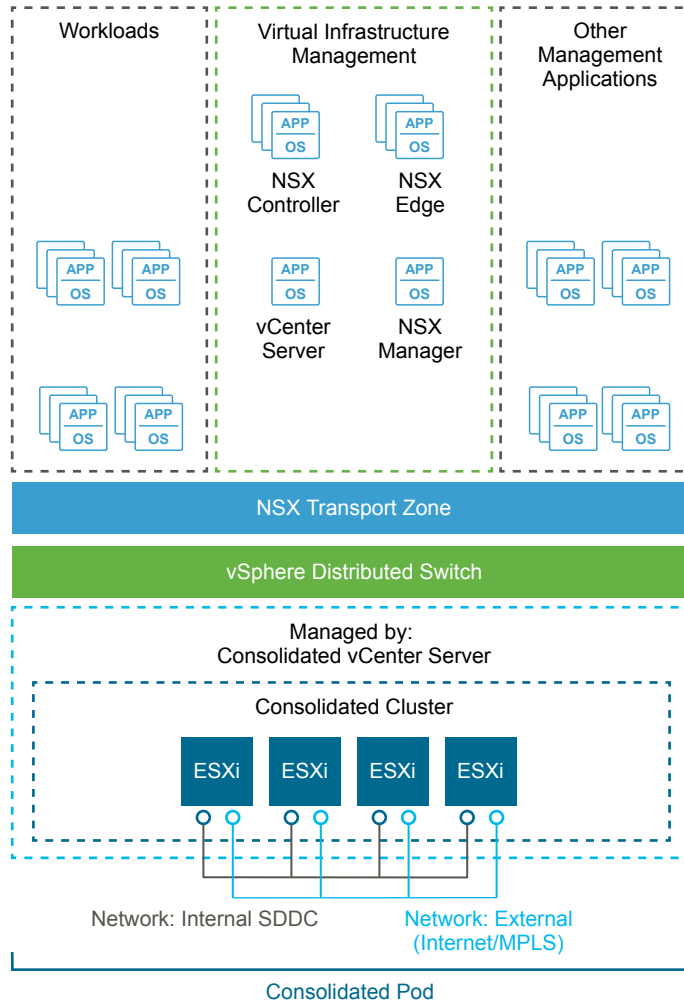 Workloads
Virtual Infrastructure
Management
Other
Management
Applications
APP
OS
NSX
Controller
APP
OS
NSX
Edge
APP
OS
APP
OS
APP
OS
vCenter
Server
APP
OS
NSX
Manager
APP
OS
APP
OS
APP
OS
APP
OS
APP
OS
APP
OS
NSX Transport Zone
vSphere Distributed Switch
Managed by:
Consolidated vCenter Server
Consolidated Cluster
ESXi
ESXi
ESXi
ESXi
Network: Internal SDDC
Network: External
(Internet/MPLS)
Consolidated Pod